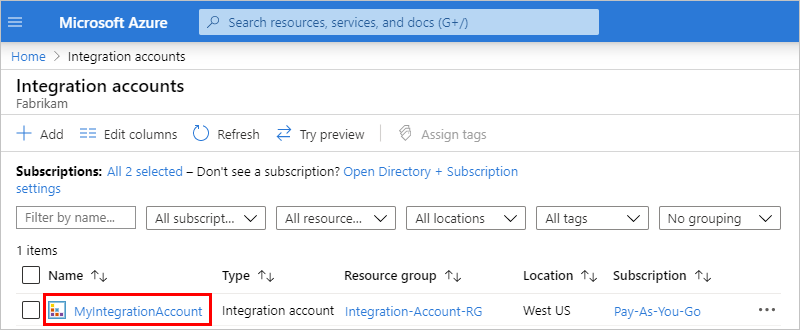 Microsoft Azure
Search resources, services, and docs (G+/)
Home > Integration accounts
Integration accounts
Fabrikam
Add Edit columns Refresh Try preview Assign tags
Subscriptions: All 2 selected – Don't see a subscription? Open Directory + Subscription
settings
Filter by name... All subscript... All resource... All locations All tags No grouping
1 items
Name Type Resource group Location Subscription
MyIntegrationAccount Integration account Integration-Account-RG West US Pay-As-You-Go